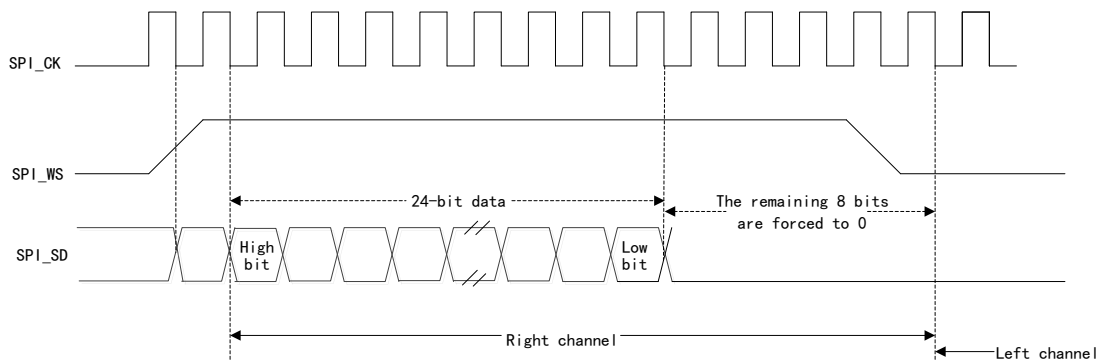 SPI_CK
SPI_WS
24-bit data
The remaining 8 bits
are forced to 0
SPI_SD
High
bit
Low
bit
Right channel
Left channel